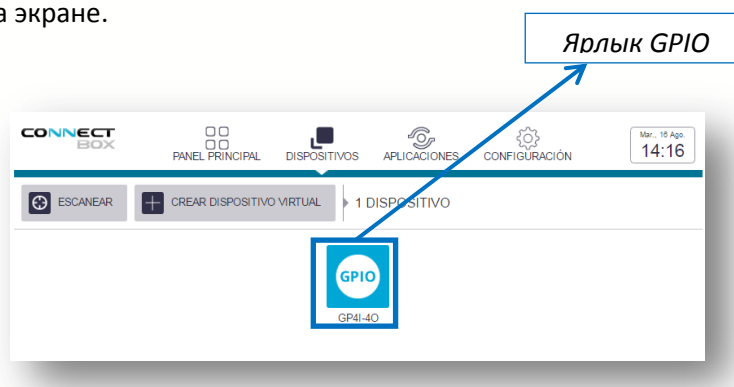 а экране.
Ярлык GPIO
CONNECT
BOX
PANEL PRINCIPAL
DISPOSITIVOS
APLICACIONES
CONFIGURACIÓN
Mar., 16 Ago.
14:16
ESCANEAR
CREAR DISPOSITIVO VIRTUAL
1 DISPOSITIVO
GPIO
GP4I-4O